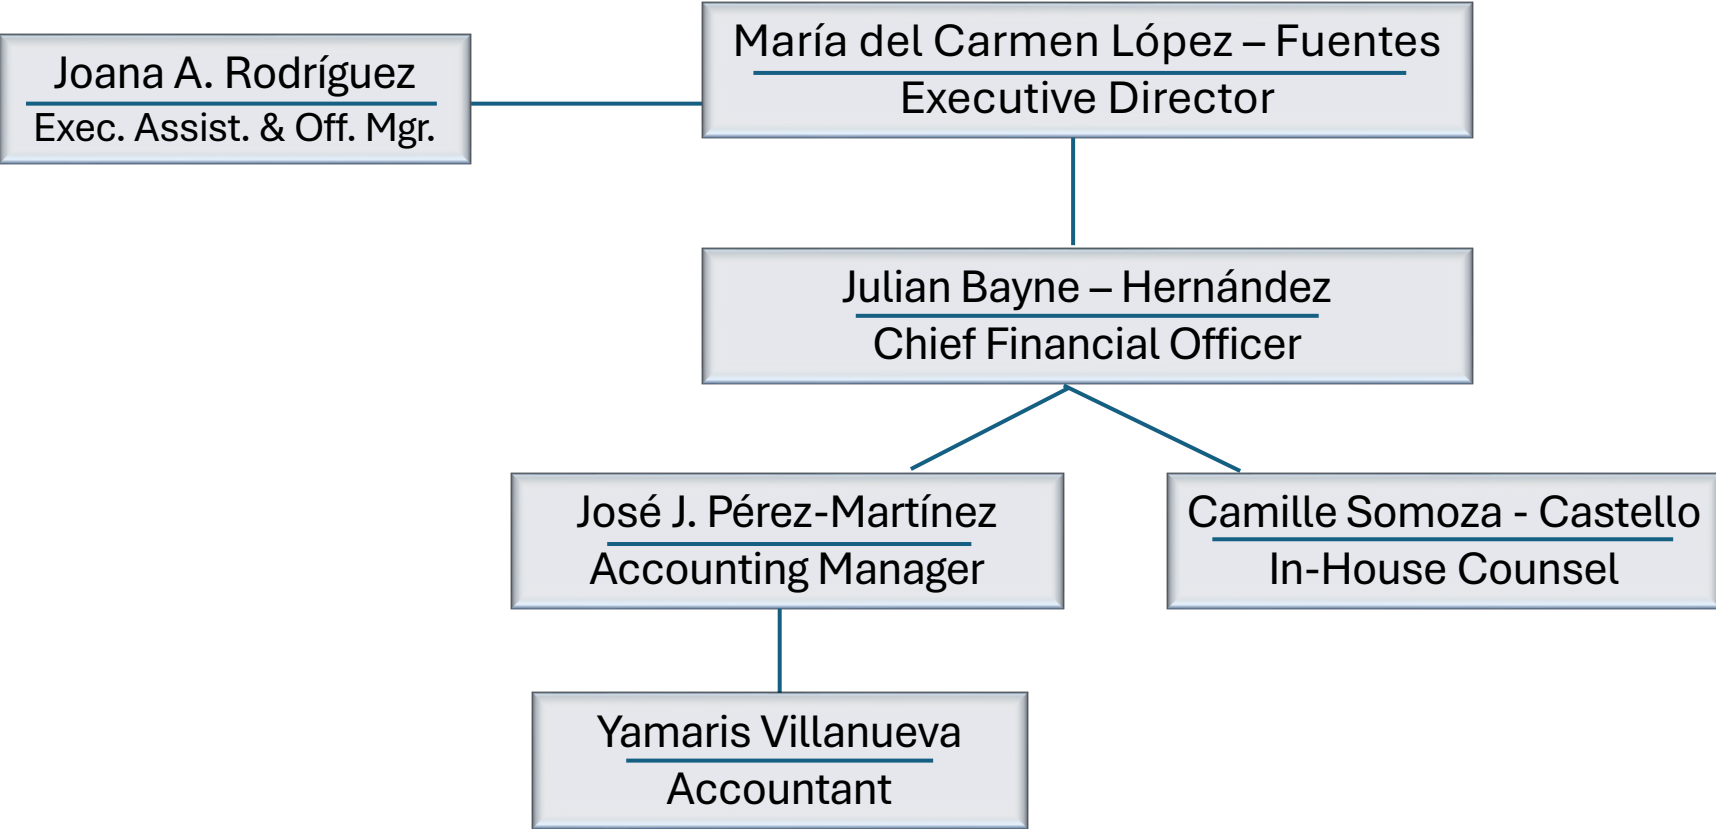 María del Carmen López – Fuentes
Executive Director
Joana A. Rodríguez
Exec. Assist. & Off. Mgr.
Julian Bayne – Hernández
Chief Financial Officer
José J. Pérez-Martínez
Accounting Manager
Camille Somoza - Castello
In-House Counsel
Yamaris Villanueva
Accountant